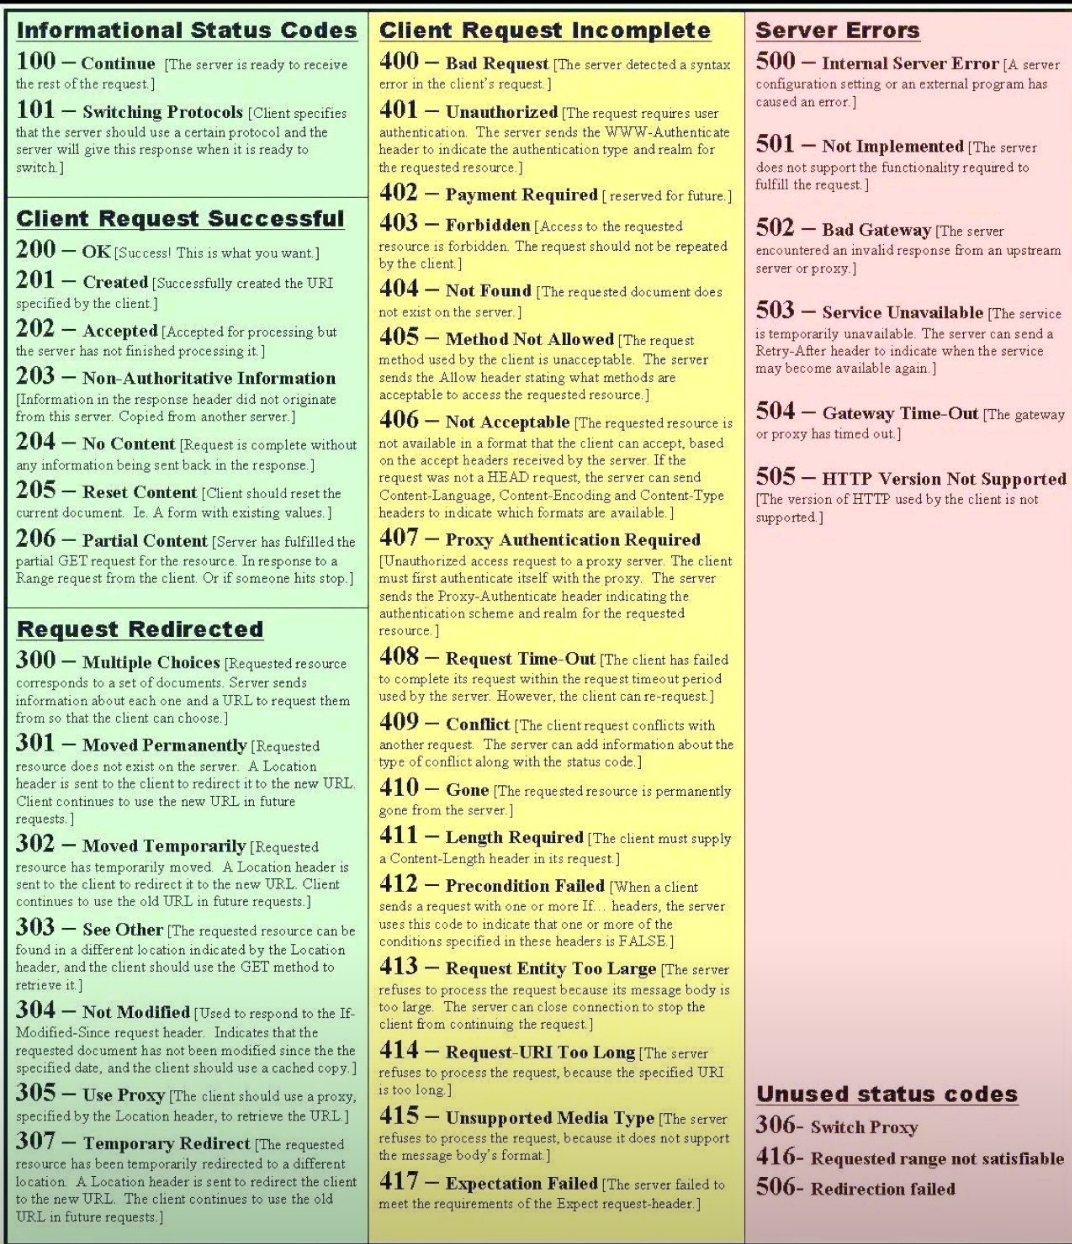 Informational Status Codes
100 – Continue [The server is ready to receive
the rest of the request.]
101 – Switching Protocols [Client specifies
that the server should use a certain protocol and the
server will give this response when it is ready to
switch.]
Client Request Successful
200 – OK [Success! This is what you want.]
201 – Created [Successfully created the URI
specified by the client.]
202 – Accepted [Accepted for processing but
the server has not finished processing it.]
203 – Non-Authoritative Information
[Information in the response header did not originate
from this server. Copied from another server.]
204 – No Content [Request is complete without
any information being sent back in the response.]
205 – Reset Content [Client should reset the
current document. Ie. A form with existing values.]
206 – Partial Content [Server has fulfilled the
partial GET request for the resource. In response to a
Range request from the client. Or if someone hits stop.]
Request Redirected
300 – Multiple Choices [Requested resource
corresponds to a set of documents. Server sends
information about each one and a URL to request them
from so that the client can choose.]
301 – Moved Permanently [Requested
resource does not exist on the server. A Location
header is sent to the client to redirect it to the new URL.
Client continues to use the new URL in future
requests.]
302 – Moved Temporarily [Requested
resource has temporarily moved. A Location header is
sent to the client to redirect it to the new URL. Client
continues to use the old URL in future requests.]
303 – See Other [The requested resource can be
found in a different location indicated by the Location
header, and the client should use the GET method to
retrieve it.]
304 – Not Modified [Used to respond to the If-
Modified-Since request header. Indicates that the
requested document has not been modified since the the
specified date, and the client should use a cached copy.]
305 – Use Proxy [The client should use a proxy,
specified by the Location header, to retrieve the URL.]
307 – Temporary Redirect [The requested
resource has been temporarily redirected to a different
location. A Location header is sent to redirect the client
to the new URL. The client continues to use the old
URL in future requests.]
Client Request Incomplete
400 – Bad Request [The server detected a syntax
error in the client's request.]
401 – Unauthorized [The request requires user
authentication. The server sends the WWW-Authenticate
header to indicate the authentication type and realm for
the requested resource.]
402 – Payment Required [ reserved for future.]
403 – Forbidden [Access to the requested
resource is forbidden. The request should not be repeated
by the client.]
404 – Not Found [The requested document does
not exist on the server.]
405 – Method Not Allowed [The request
method used by the client is unacceptable. The server
sends the Allow header stating what methods are
acceptable to access the requested resource.]
406 – Not Acceptable [The requested resource is
not available in a format that the client can accept, based
on the accept headers received by the server. If the
request was not a HEAD request, the server can send
Content-Language, Content-Encoding and Content-Type
headers to indicate which formats are available.]
407 – Proxy Authentication Required
[Unauthorized access request to a proxy server. The client
must first authenticate itself with the proxy. The server
sends the Proxy-Authenticate header indicating the
authentication scheme and realm for the requested
resource.]
408 – Request Time-Out [The client has failed
to complete its request within the request timeout period
used by the server. However, the client can re-request.]
409 – Conflict [The client request conflicts with
another request. The server can add information about the
type of conflict along with the status code.]
410 – Gone [The requested resource is permanently
gone from the server.]
411 – Length Required [The client must supply
a Content-Length header in its request.]
412 – Precondition Failed [When a client
sends a request with one or more If... headers, the server
uses this code to indicate that one or more of the
conditions specified in these headers is FALSE.]
413 – Request Entity Too Large [The server
refuses to process the request because its message body is
too large. The server can close connection to stop the
client from continuing the request.]
414 – Request-URI Too Long [The server
refuses to process the request, because the specified URI
is too long.]
415 – Unsupported Media Type [The server
refuses to process the request, because it does not support
the message body's format.]
417 – Expectation Failed [The server failed to
meet the requirements of the Expect request-header.]
Server Errors
500 – Internal Server Error [A server
configuration setting or an external program has
caused an error.]
501 – Not Implemented [The server
does not support the functionality required to
fulfill the request.]
502 – Bad Gateway [The server
encountered an invalid response from an upstream
server or proxy.]
503 – Service Unavailable [The service
is temporarily unavailable. The server can send a
Retry-After header to indicate when the service
may become available again.]
504 – Gateway Time-Out [The gateway
or proxy has timed out.]
505 – HTTP Version Not Supported
[The version of HTTP used by the client is not
supported.]
Unused status codes
306- Switch Proxy
416- Requested range not satisfiable
506- Redirection failed